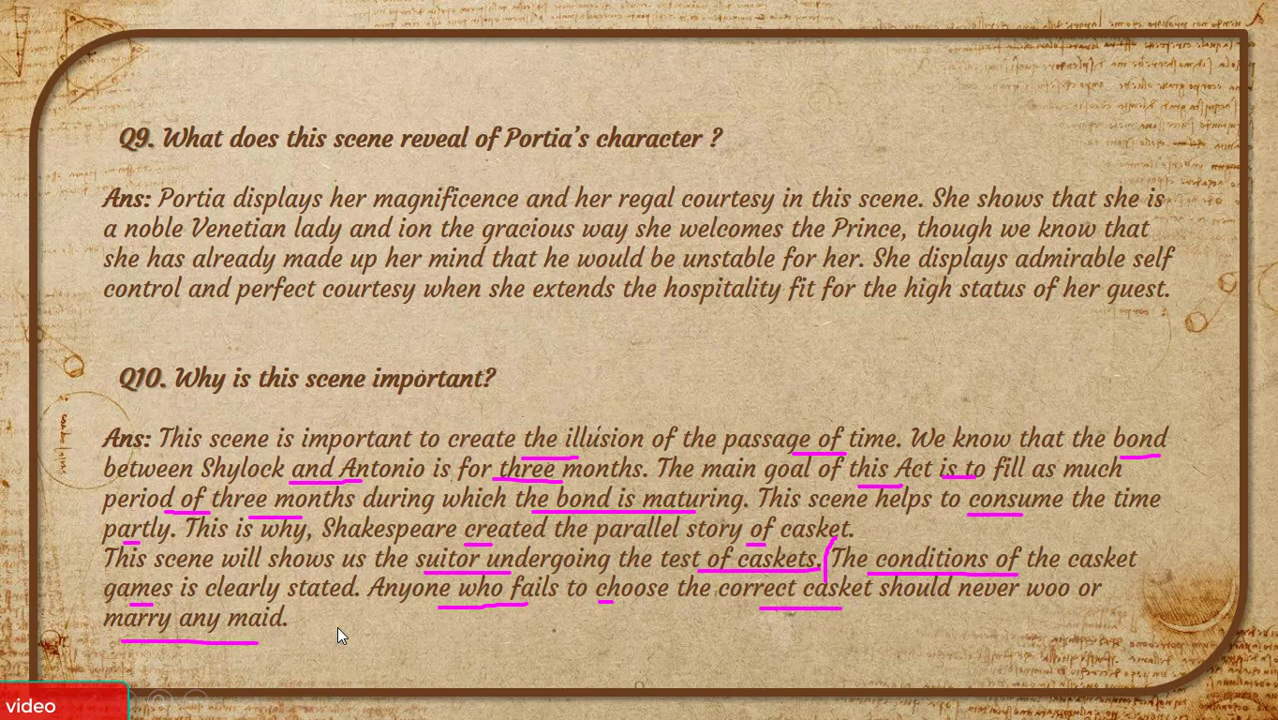 Q9. What does this scene reveal of Portia's character ?
Ans: Portia displays her magnificence and her regal courtesy in this scene. She shows that she is
a noble Venetian lady and ion the gracious way she welcomes the Prince, though we know that
she has already made up her mind that he would be unstable for her. She displays admirable self
control and perfect courtesy when she extends the hospitality fit for the high status of her guest.
Q10. Why is this scene important?
Ans: This scene is important to create the illusion of the passage of time. We know that the bond
between Shylock and Antonio is for three months. The main goal of this Act is to fill as much
period of three months during which the bond is maturing. This scene helps to consume the time
partly. This is why, Shakespeare created the parallel story of casket.
This scene will shows us the suitor undergoing the test of caskets. The conditions of the casket
games is clearly stated. Anyone who fails to choose the correct casket should never woo or
marry any maid.
video